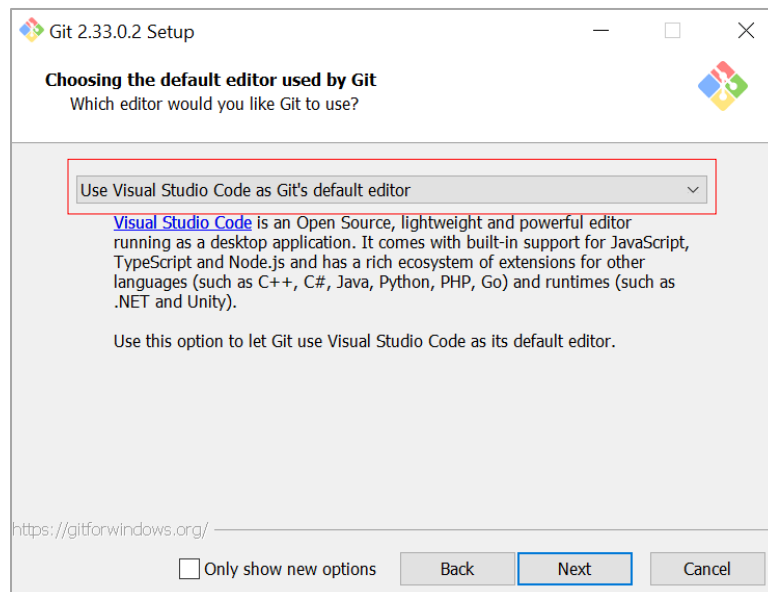 Git 2.33.0.2 Setup
Choosing the default editor used by Git
Which editor would you like Git to use?
Use Visual Studio Code as Git's default editor
Visual Studio Code is an Open Source, lightweight and powerful editor
running as a desktop application. It comes with built-in support for JavaScript,
TypeScript and Node.js and has a rich ecosystem of extensions for other
languages (such as C++, C#, Java, Python, PHP, Go) and runtimes (such as
.NET and Unity).
Use this option to let Git use Visual Studio Code as its default editor.
https://gitforwindows.org/
Only show new options Back Next Cancel